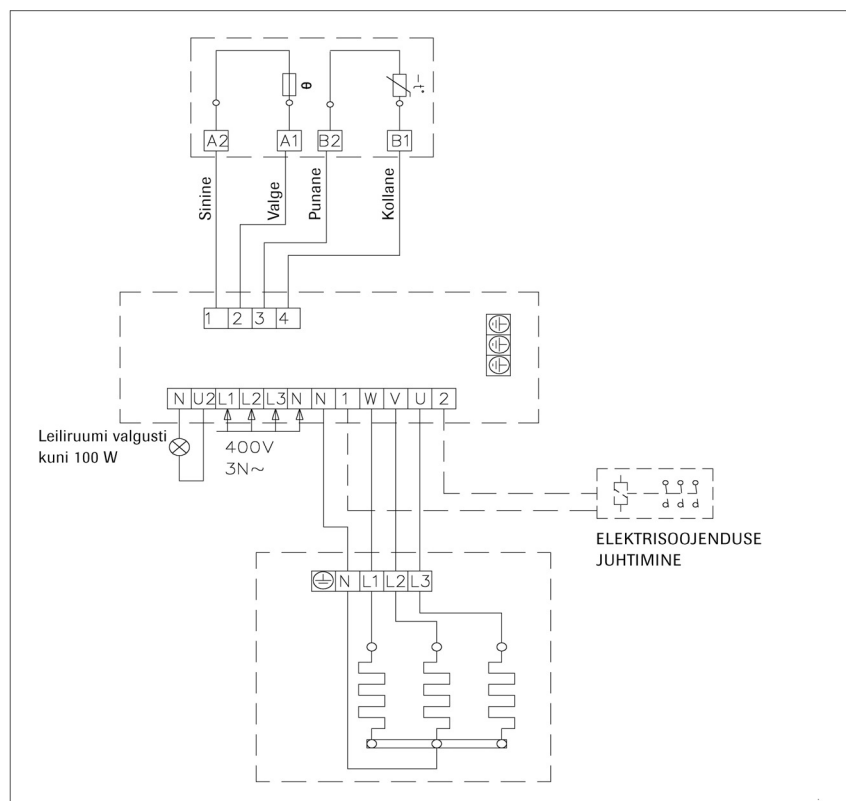 θ
-t°
A2 A1 B2 B1
Sinine
Valge
Punane
Kollane
1 2 3 4
N U2 L1 L2 L3 N N 1 W V U 2
Leiliruumi valgusti
kuni 100 W
400V
3N~
ELEKTRISOOJENDUSE
JUHTIMINE
N L1 L2 L3